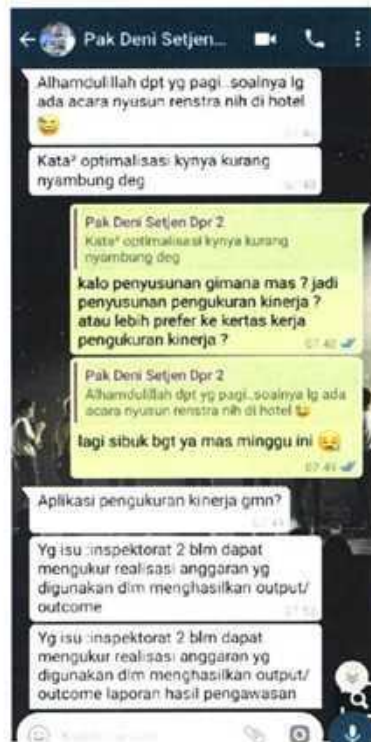 Pak Deni Setjen...
Alhamdulillah dpt yg pagi..soalnya lg
ada acara nyusun renstra nih di hotel
😅
07.46
Kata² optimalisasi kynya kurang
nyambung deg
Pak Deni Setjen Dpr 2
Kata² optimalisasi kynya kurang
nyambung deg
kalo penyusunan gimana mas ? jadi
penyusunan pengukuran kinerja ?
atau lebih prefer ke kertas kerja
pengukuran kinerja ?
07.48
Pak Deni Setjen Dpr 2
Alhamdulillah dpt yg pagi..soalnya lg ada
acara nyusun renstra nih di hotel 😅
lagi sibuk bgt ya mas minggu ini �pensive
07.49
Aplikasi pengukuran kinerja gmn?
Yg isu :inspektorat 2 blm dapat
mengukur realisasi anggaran yg
digunakan dlm menghasilkan output/
outcome
Yg isu :inspektorat 2 blm dapat
mengukur realisasi anggaran yg
digunakan dlm menghasilkan output/
outcome laporan hasil pengawasan